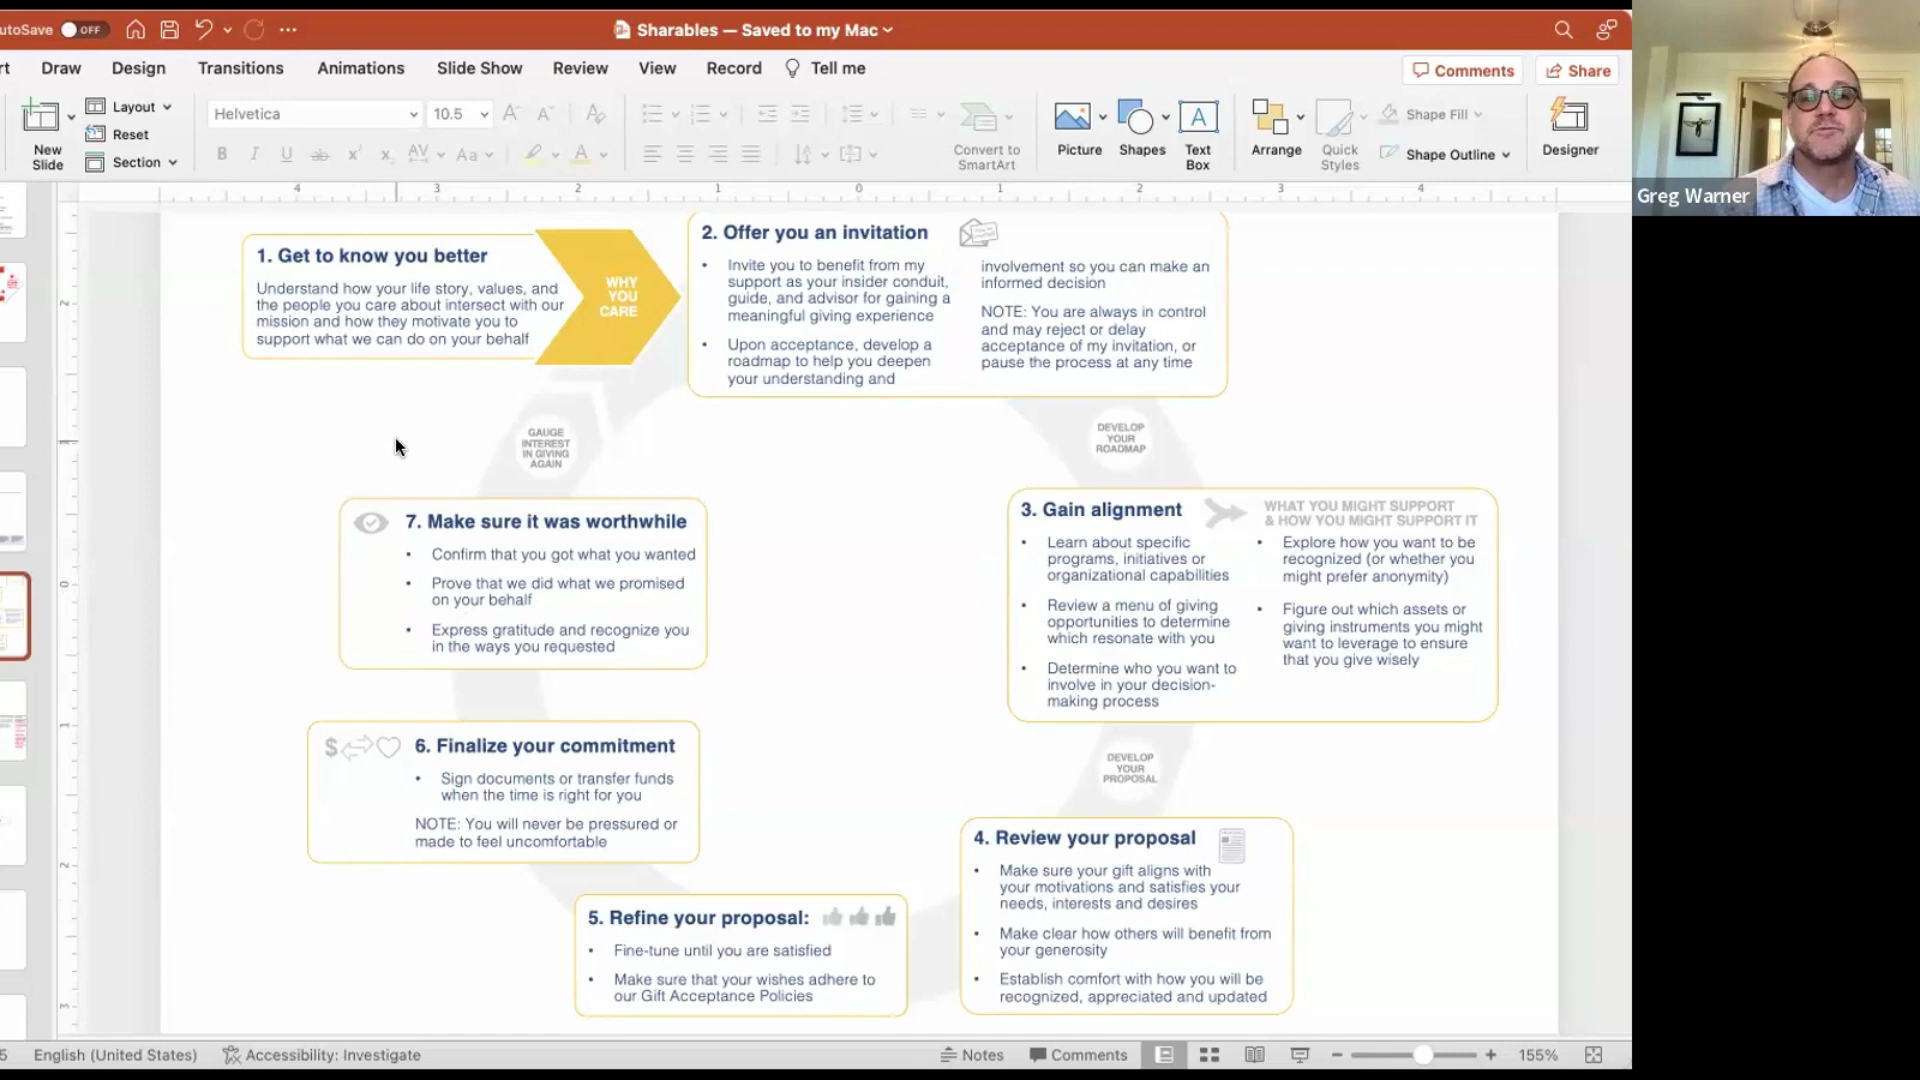 utoSave
OFF
Sharables — Saved to my Mac
rt
Draw
Design
Transitions
Animations
Slide Show
Review
View
Record
Tell me
Comments
Share
New
Slide
Layout
Reset
Section
Helvetica
10.5
Convert to
SmartArt
Picture
Shapes
Text
Box
Arrange
Quick
Styles
Shape Fill
Shape Outline
Designer
Greg Warner
4 3 2 1 0 1 2 3 4
1. Get to know you better
Understand how your life story, values, and
the people you care about intersect with our
mission and how they motivate you to
support what we can do on your behalf
WHY
YOU
CARE
2. Offer you an invitation
• Invite you to benefit from my
support as your insider conduit,
guide, and advisor for gaining a
meaningful giving experience
• Upon acceptance, develop a
roadmap to help you deepen
your understanding and
involvement so you can make an
informed decision
NOTE: You are always in control
and may reject or delay
acceptance of my invitation, or
pause the process at any time
GAUGE
INTEREST
IN GIVING
AGAIN
DEVELOP
YOUR
ROADMAP
3. Gain alignment
WHAT YOU MIGHT SUPPORT
& HOW YOU MIGHT SUPPORT IT
• Learn about specific
programs, initiatives or
organizational capabilities
• Review a menu of giving
opportunities to determine
which resonate with you
• Determine who you want to
involve in your decision-
making process
• Explore how you want to be
recognized (or whether you
might prefer anonymity)
• Figure out which assets or
giving instruments you might
want to leverage to ensure
that you give wisely
7. Make sure it was worthwhile
• Confirm that you got what you wanted
• Prove that we did what we promised
on your behalf
• Express gratitude and recognize you
in the ways you requested
DEVELOP
YOUR
PROPOSAL
6. Finalize your commitment
• Sign documents or transfer funds
when the time is right for you
NOTE: You will never be pressured or
made to feel uncomfortable
4. Review your proposal
• Make sure your gift aligns with
your motivations and satisfies your
needs, interests and desires
• Make clear how others will benefit from
your generosity
• Establish comfort with how you will be
recognized, appreciated and updated
5. Refine your proposal:
• Fine-tune until you are satisfied
• Make sure that your wishes adhere to
our Gift Acceptance Policies
5
English (United States)
Accessibility: Investigate
Notes
Comments
155%